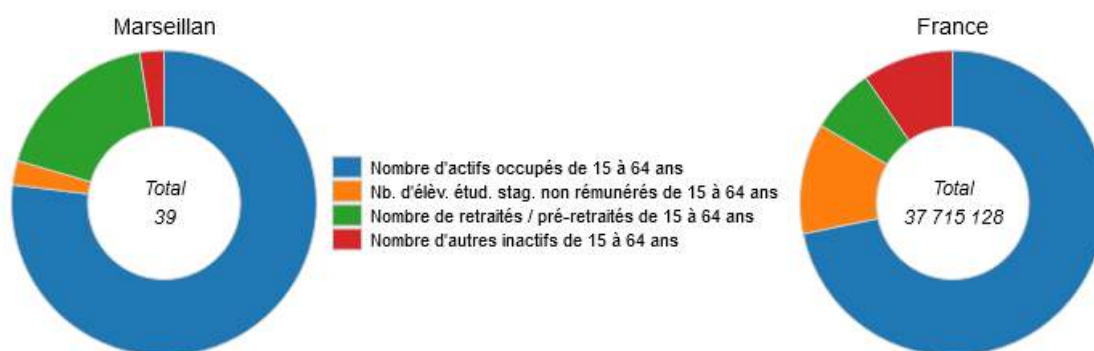 Marseillan
France
Total
39
Nombre d'actifs occupés de 15 à 64 ans
Nb. d'élèv. étud. stag. non rémunérés de 15 à 64 ans
Nombre de retraités / pré-retraités de 15 à 64 ans
Nombre d'autres inactifs de 15 à 64 ans
Total
37 715 128